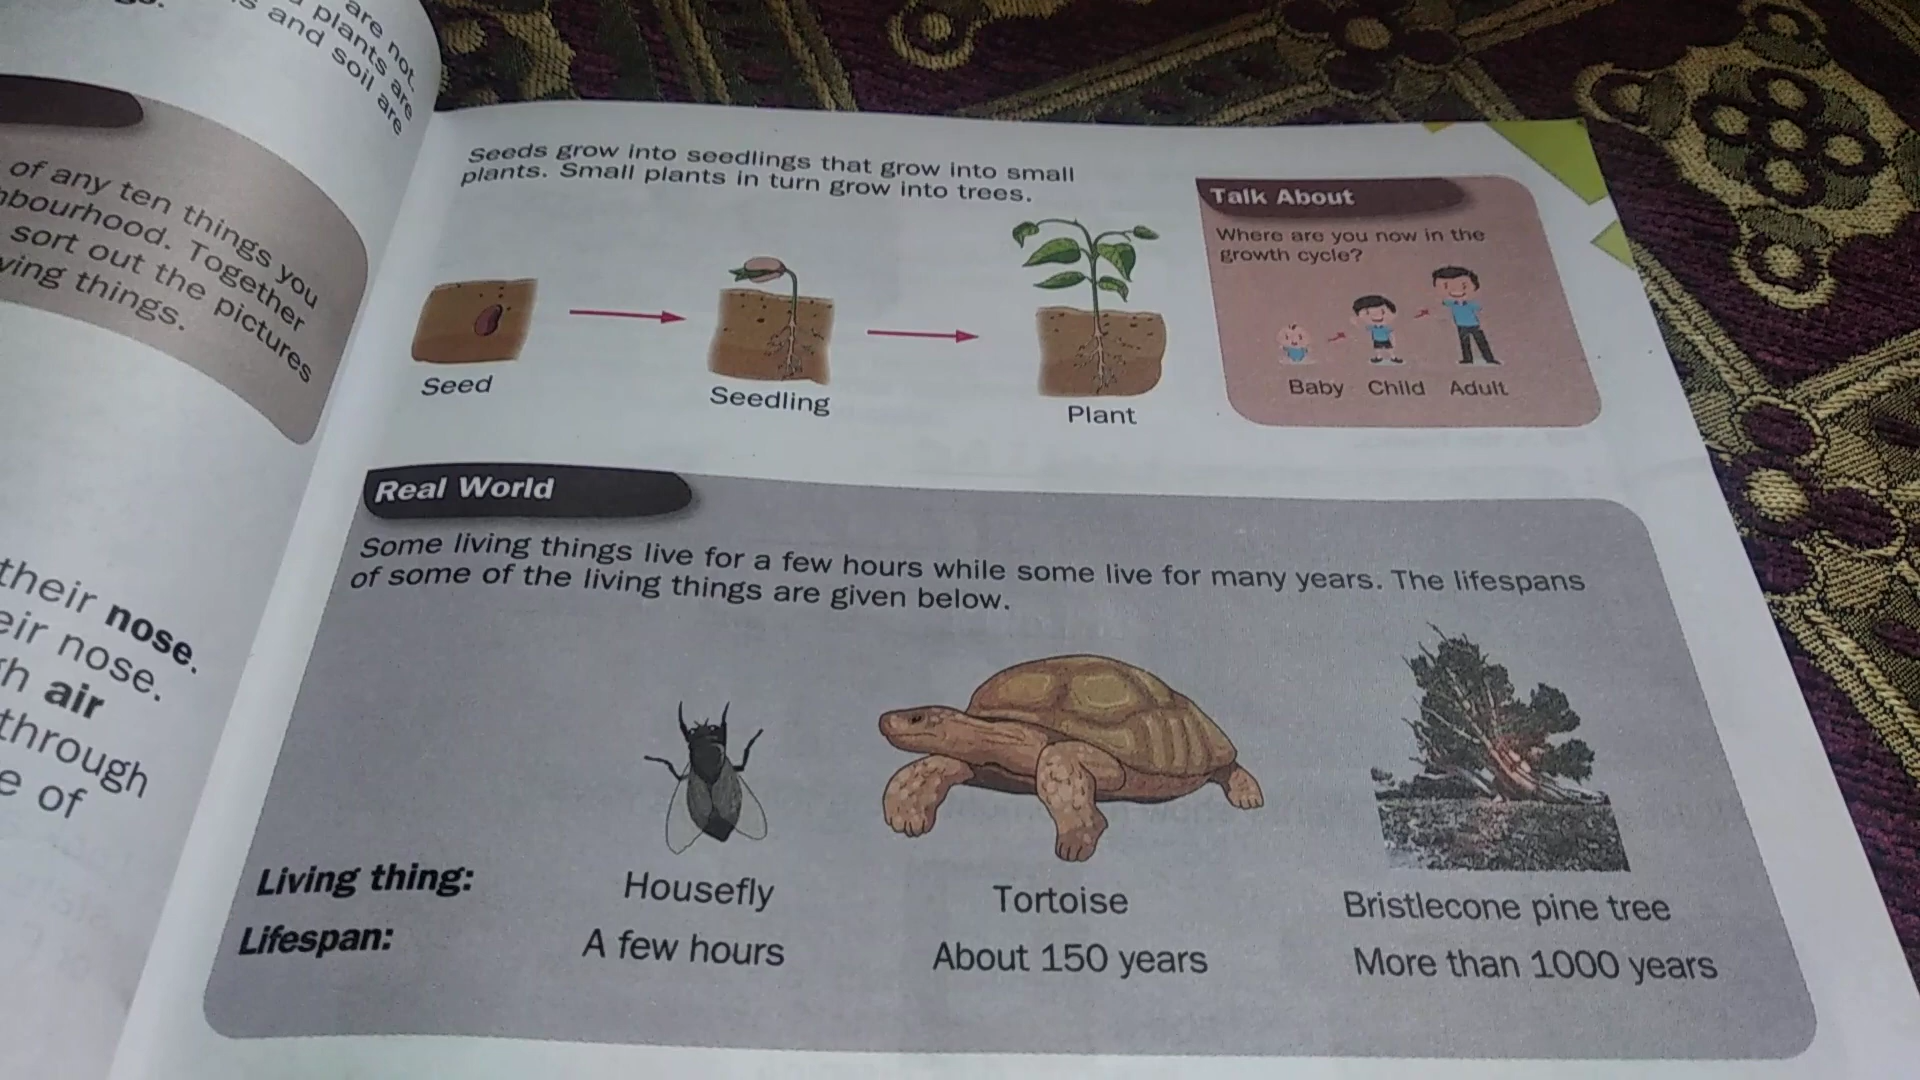 are not.
plants are
s and soil are
of any ten things you
bourhood. Together
sort out the pictures
ving things.
their nose.
eir nose.
h air
through
e of
Seeds grow into seedlings that grow into small
plants. Small plants in turn grow into trees.
Seed
Seedling
Plant
Talk About
Where are you now in the
growth cycle?
Baby Child Adult
Real World
Some living things live for a few hours while some live for many years. The lifespans
of some of the living things are given below.
Living thing: Housefly Tortoise Bristlecone pine tree
Lifespan: A few hours About 150 years More than 1000 years